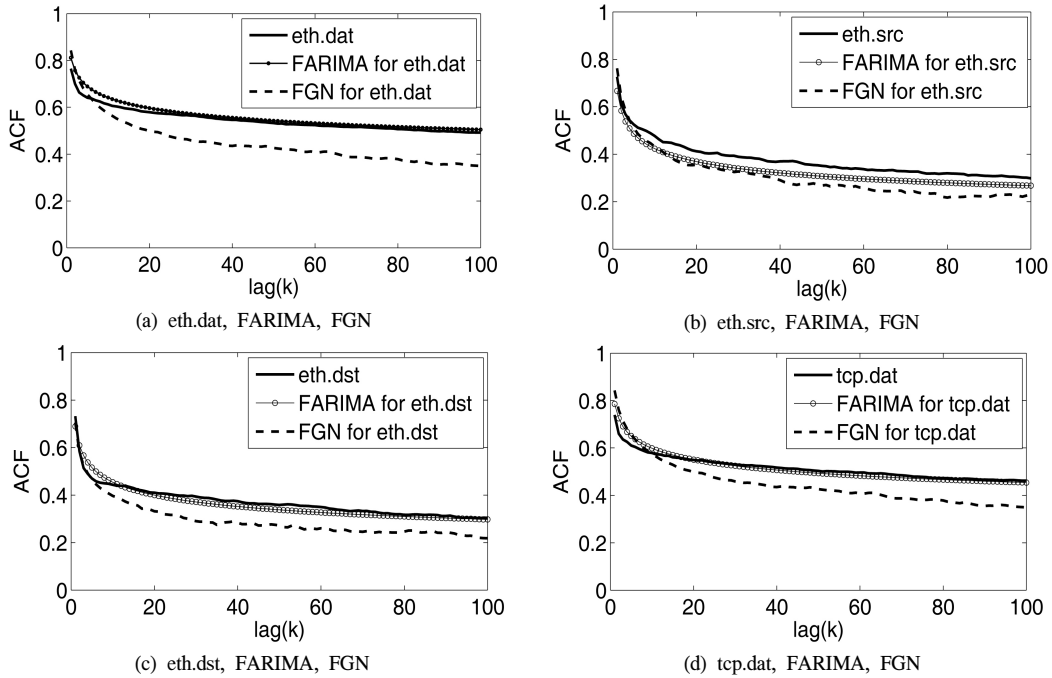 1
0.8
0.6
0.4
0.2
0
ACF
0 20 40 60 80 100
lag(k)
eth.dat
FARIMA for eth.dat
FGN for eth.dat
(a) eth.dat, FARIMA, FGN
1
0.8
0.6
0.4
0.2
0
ACF
0 20 40 60 80 100
lag(k)
eth.src
FARIMA for eth.src
FGN for eth.src
(b) eth.src, FARIMA, FGN
1
0.8
0.6
0.4
0.2
0
ACF
0 20 40 60 80 100
lag(k)
eth.dst
FARIMA for eth.dst
FGN for eth.dst
(c) eth.dst, FARIMA, FGN
1
0.8
0.6
0.4
0.2
0
ACF
0 20 40 60 80 100
lag(k)
tcp.dat
FARIMA for tcp.dat
FGN for tcp.dat
(d) tcp.dat, FARIMA, FGN